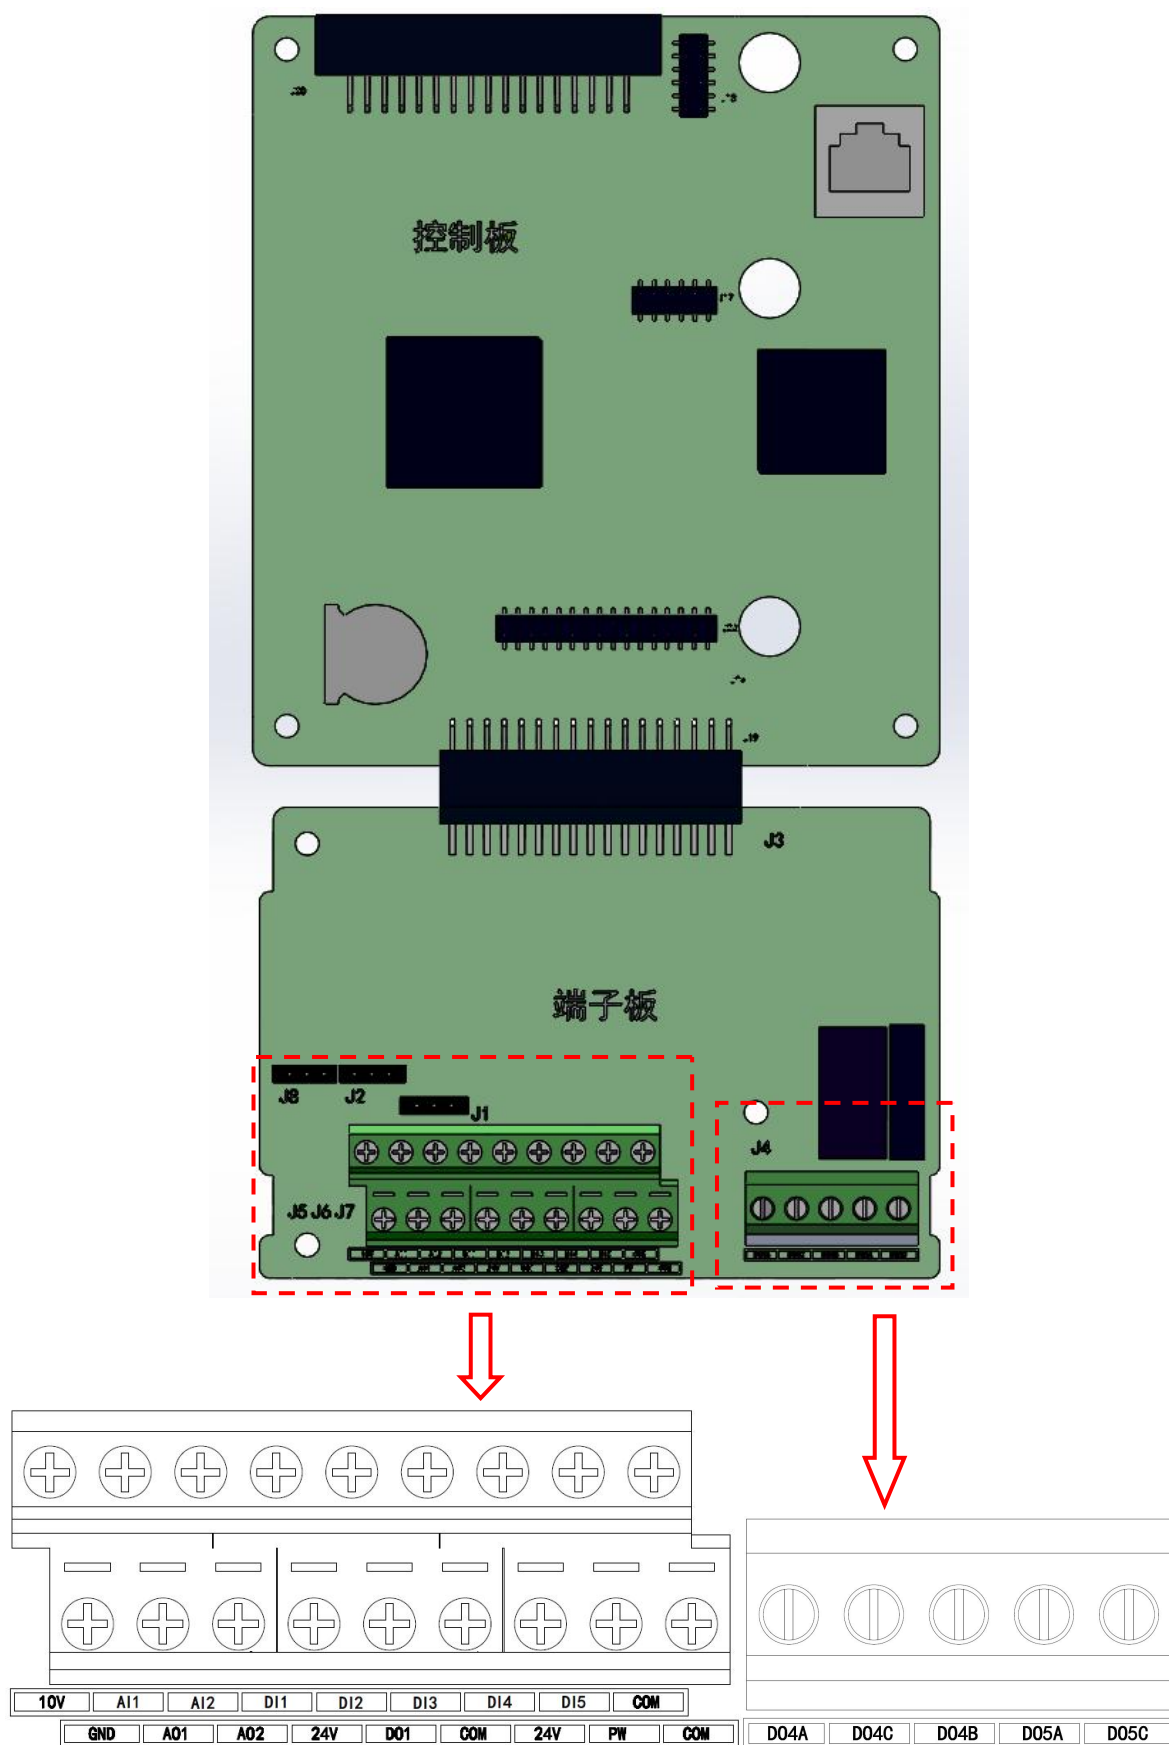 控制板
J19
J3
端子板
J8 J2
J1
J4
J5 J6 J7
10V AI1 AI2 DI1 DI2 DI3 DI4 DI5 COM
GND AO1 AO2 24V DO1 COM 24V PW COM
DO4A DO4C DO4B DO5A DO5C